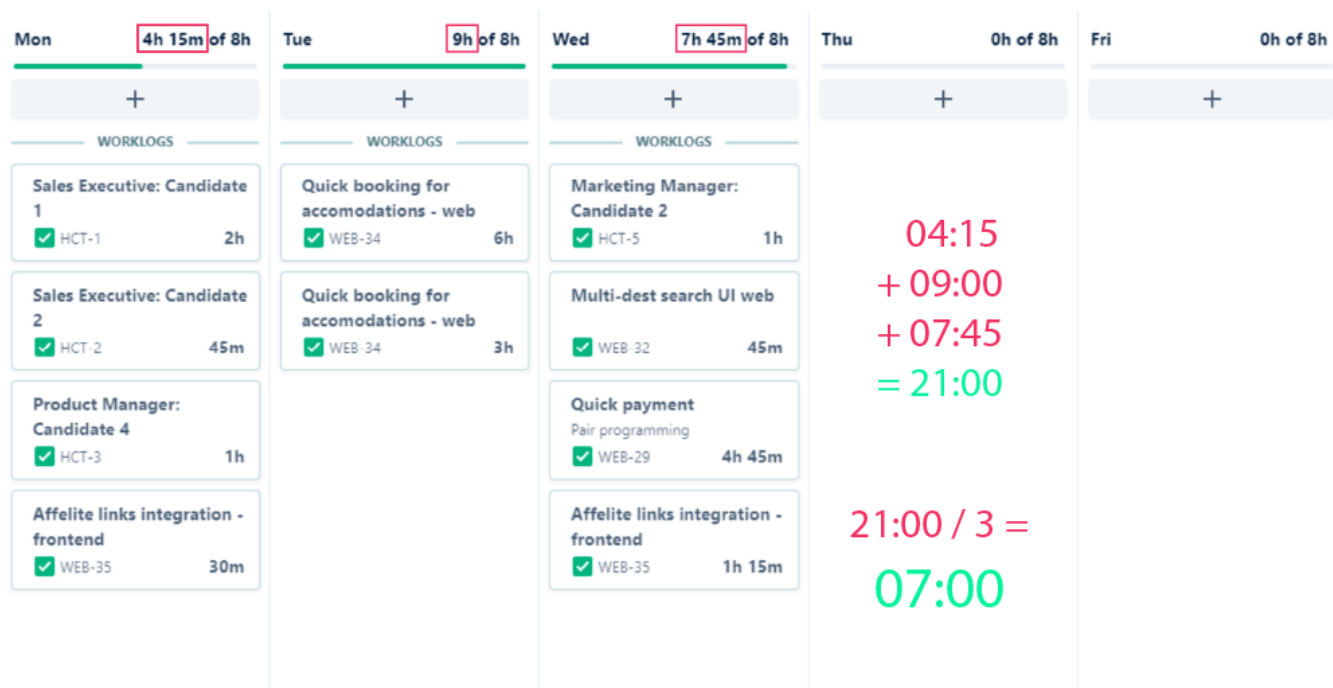 Mon 4h 15m of 8h
+
WORKLOGS
Sales Executive: Candidate
1
HCT-1 2h
Sales Executive: Candidate
2
HCT-2 45m
Product Manager:
Candidate 4
HCT-3 1h
Affelite links integration -
frontend
WEB-35 30m
Tue 9h of 8h
+
WORKLOGS
Quick booking for
accomodations - web
WEB-34 6h
Quick booking for
accomodations - web
WEB-34 3h
Wed 7h 45m of 8h
+
WORKLOGS
Marketing Manager:
Candidate 2
HCT-5 1h
Multi-dest search UI web
WEB-32 45m
Quick payment
Pair programming
WEB-29 4h 45m
Affelite links integration -
frontend
WEB-35 1h 15m
Thu 0h of 8h
+
04:15
+ 09:00
+ 07:45
= 21:00
21:00 / 3 =
07:00
Fri 0h of 8h
+